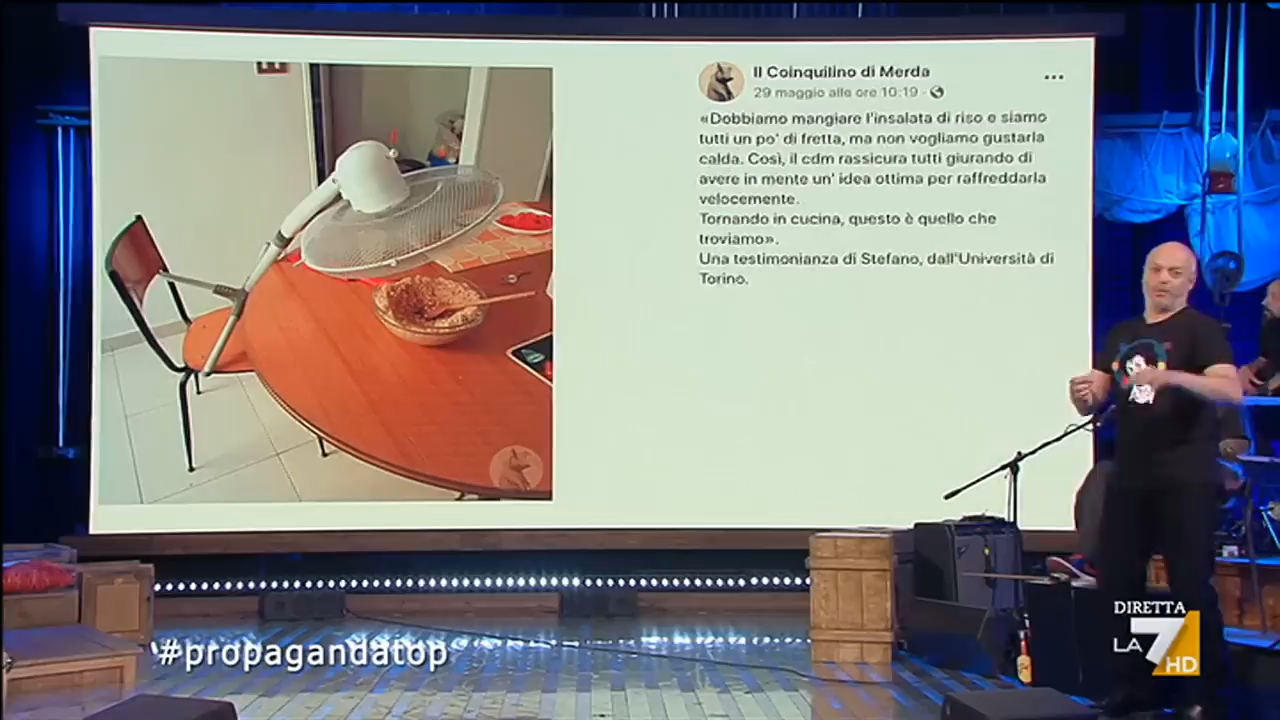 Il Coinquilino di Merda
29 maggio alle ore 10:19 ·
«Dobbiamo mangiare l'insalata di riso e siamo
tutti un po' di fretta, ma non vogliamo gustarla
calda. Così, il cdm rassicura tutti giurando di
avere in mente un' idea ottima per raffreddarla
velocemente.
Tornando in cucina, questo è quello che
troviamo».
Una testimonianza di Stefano, dall'Università di
Torino.
#propagandatop
DIRETTA
LA 7 HD